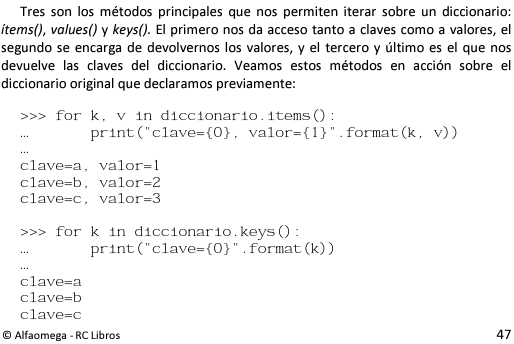 Tres son los métodos principales que nos permiten iterar sobre un diccionario:
ítems(), values() y keys(). El primero nos da acceso tanto a claves como a valores, el
segundo se encarga de devolvernos los valores, y el tercero y último es el que nos
devuelve las claves del diccionario. Veamos estos métodos en acción sobre el
diccionario original que declaramos previamente:
>>> for k, v in diccionario.items():
... print("clave={0}, valor={1}".format(k, v))
...
clave=a, valor=1
clave=b, valor=2
clave=c, valor=3
>>> for k in diccionario.keys():
... print("clave={0}".format(k))
...
clave=a
clave=b
clave=c
© Alfaomega - RC Libros 47